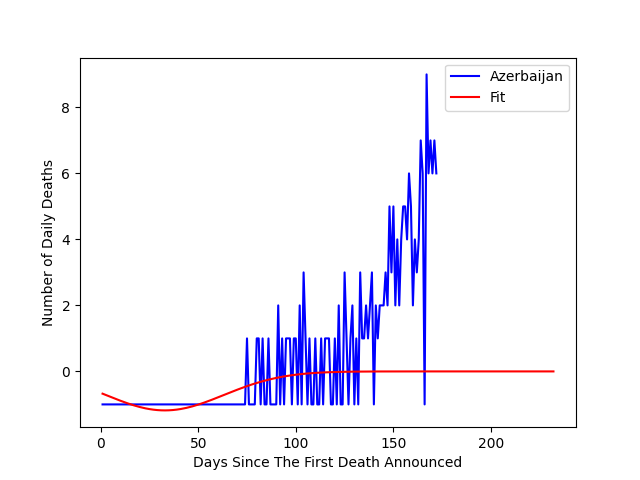 Azerbaijan
Fit
Number of Daily Deaths
8
6
4
2
0
0 50 100 150 200
Days Since The First Death Announced